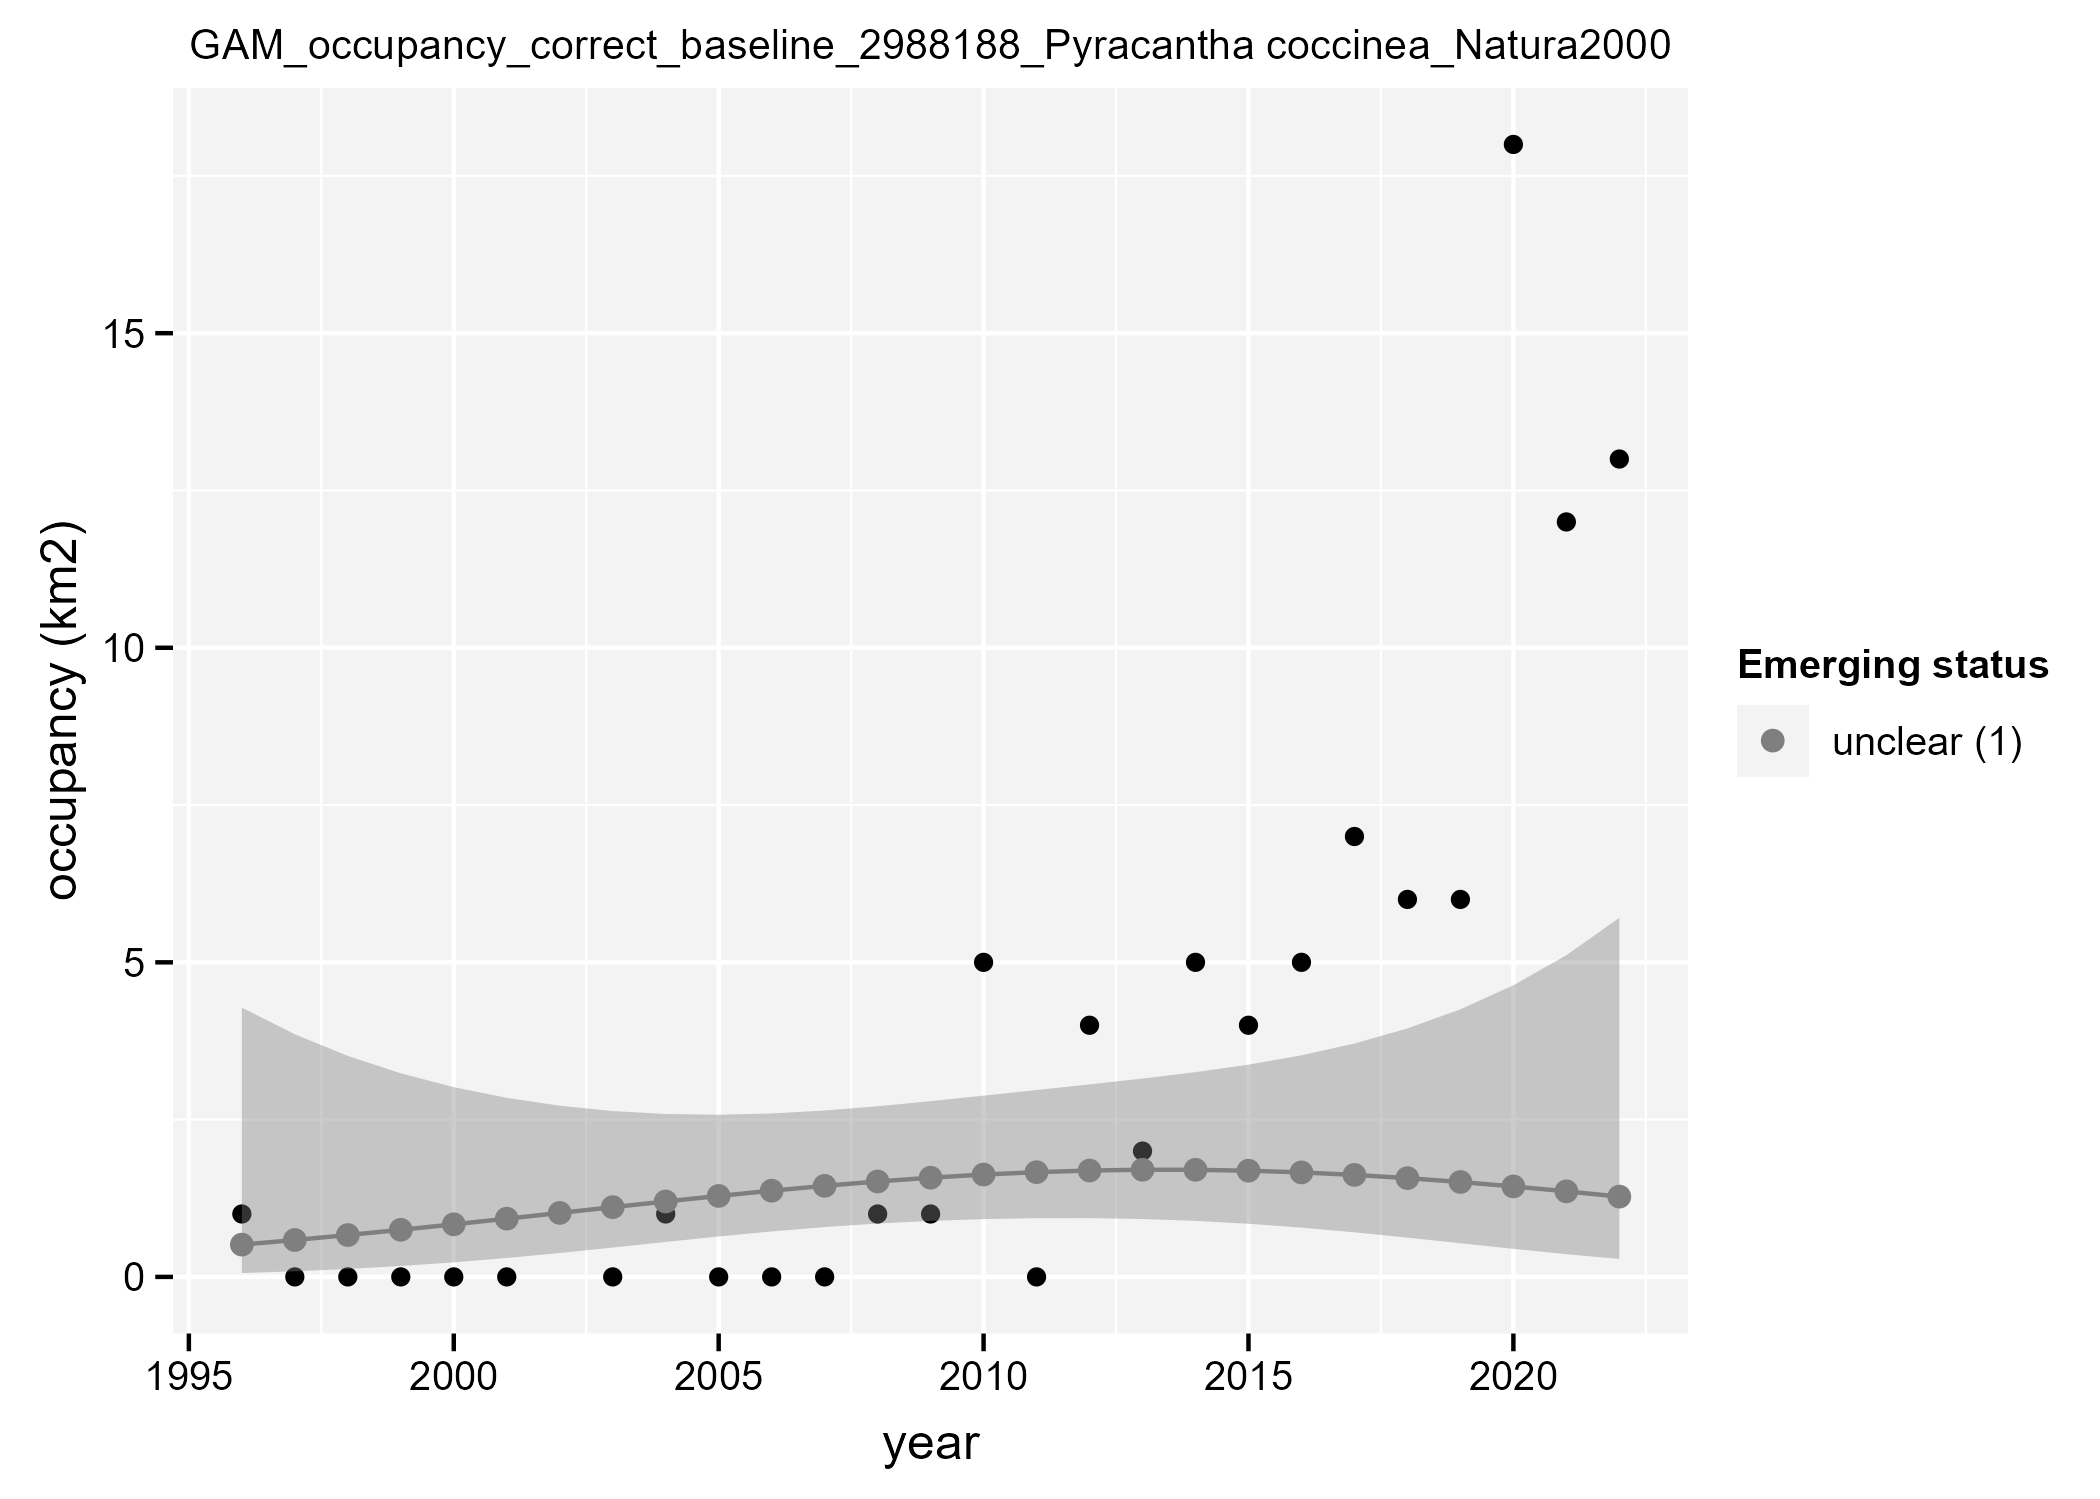 GAM_occupancy_correct_baseline_2988188_Pyracantha coccinea_Natura2000
occupancy (km2)
15
10
5
0
1995 2000 2005 2010 2015 2020
year
Emerging status
unclear (1)